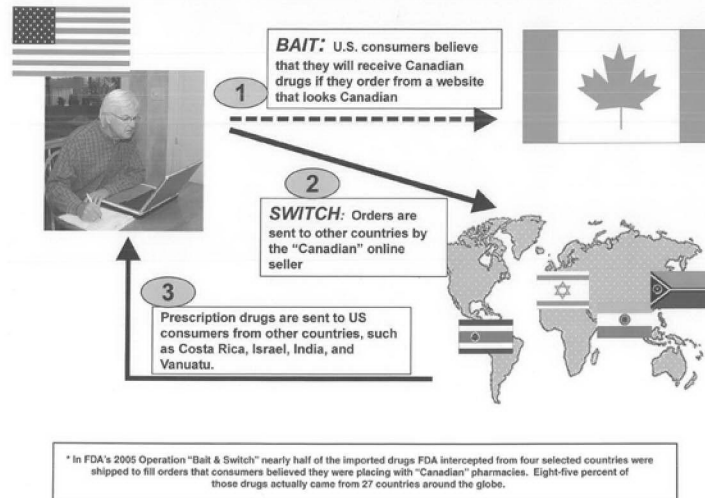 BAIT: U.S. consumers believe
that they will receive Canadian
drugs if they order from a website
that looks Canadian
1
2
SWITCH: Orders are
sent to other countries by
the “Canadian” online
seller
3
Prescription drugs are sent to US
consumers from other countries, such
as Costa Rica, Israel, India, and
Vanuatu.
* In FDA's 2005 Operation “Bait & Switch” nearly half of the imported drugs FDA intercepted from four selected countries were
shipped to fill orders that consumers believed they were placing with “Canadian” pharmacies. Eight-five percent of
those drugs actually came from 27 countries around the globe.